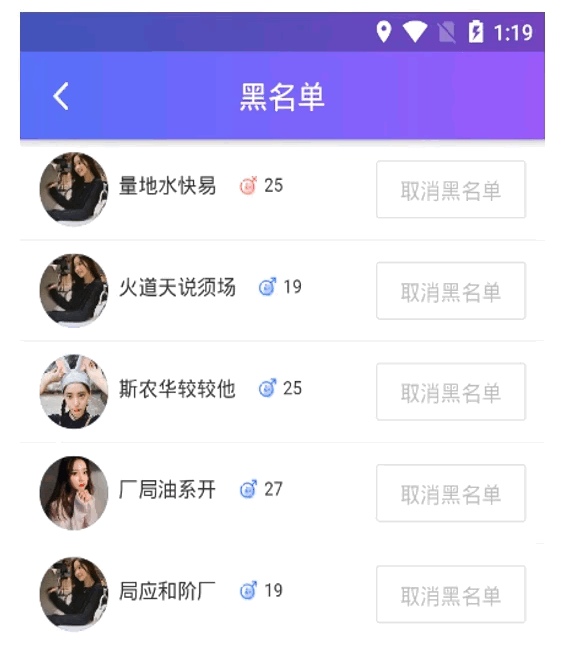 1:19
黑名单
量地水快易 25 取消黑名单
火道天说须场 19 取消黑名单
斯农华较较他 25 取消黑名单
厂局油系开 27 取消黑名单
局应和阶厂 19 取消黑名单